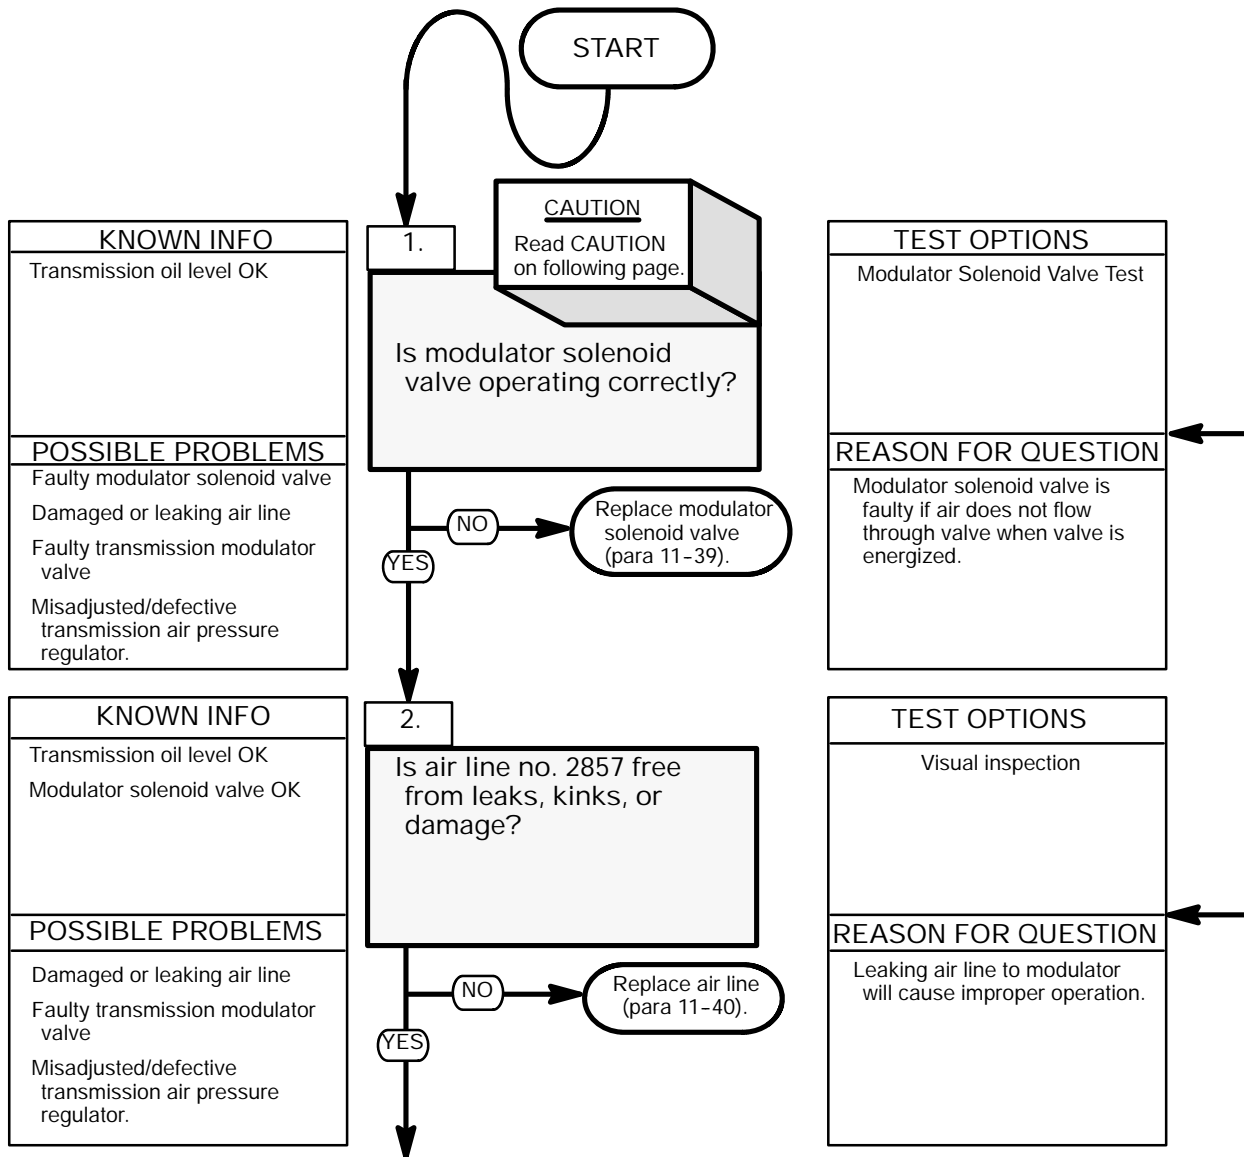 START
CAUTION
Read CAUTION
on following page.
KNOWN INFO
Transmission oil level OK
POSSIBLE PROBLEMS
Faulty modulator solenoid valve
Damaged or leaking air line
Faulty transmission modulator
valve
Misadjusted/defective
transmission air pressure
regulator.
1.
Is modulator solenoid
valve operating correctly?
NO
Replace modulator
solenoid valve
(para 11-39).
YES
TEST OPTIONS
Modulator Solenoid Valve Test
REASON FOR QUESTION
Modulator solenoid valve is
faulty if air does not flow
through valve when valve is
energized.
KNOWN INFO
Transmission oil level OK
Modulator solenoid valve OK
POSSIBLE PROBLEMS
Damaged or leaking air line
Faulty transmission modulator
valve
Misadjusted/defective
transmission air pressure
regulator.
2.
Is air line no. 2857 free
from leaks, kinks, or
damage?
NO
Replace air line
(para 11-40).
YES
TEST OPTIONS
Visual inspection
REASON FOR QUESTION
Leaking air line to modulator
will cause improper operation.